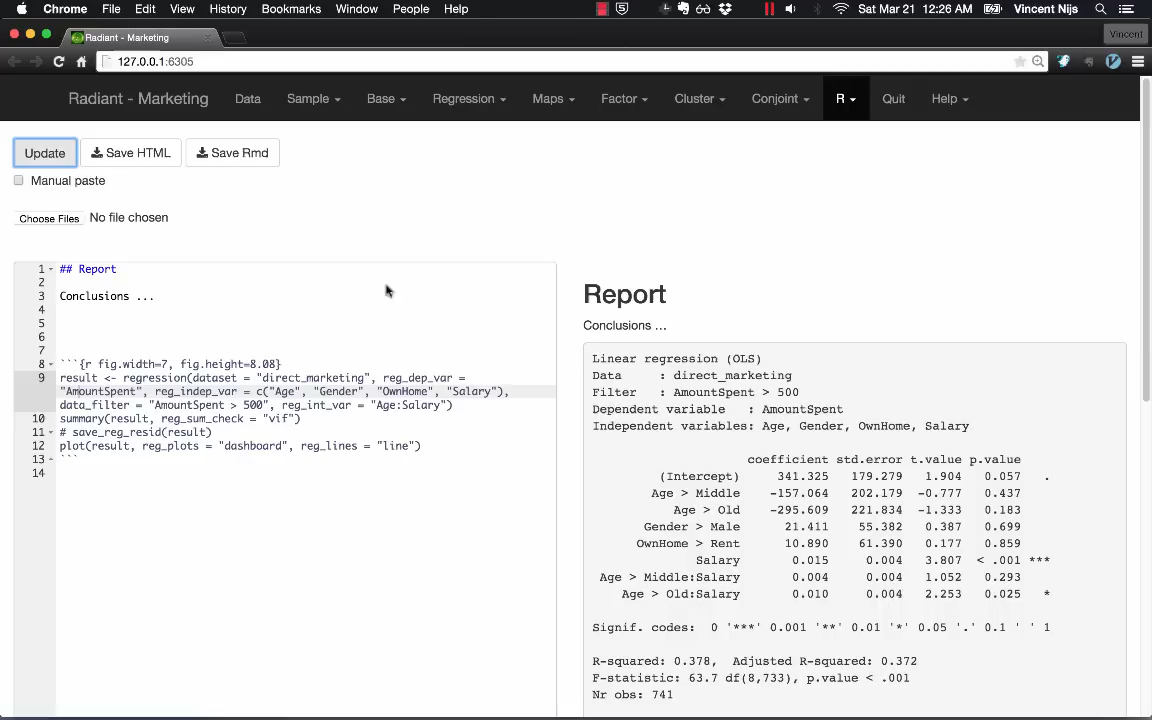 Chrome File Edit View History Bookmarks Window People Help Sat Mar 21 12:26 AM Vincent Nijs
Radiant - Marketing Vincent
127.0.0.1:6305
Radiant - Marketing Data Sample Base Regression Maps Factor Cluster Conjoint R Quit Help
Update Save HTML Save Rmd
Manual paste
Choose Files No file chosen
1 ## Report
2
3 Conclusions ...
4
5
6
7
8 ```{r fig.width=7, fig.height=8.08}
9 result <- regression(dataset = "direct_marketing", reg_dep_var =
"AmountSpent", reg_indep_var = c("Age", "Gender", "OwnHome", "Salary"),
data_filter = "AmountSpent > 500", reg_int_var = "Age:Salary")
10 summary(result, reg_sum_check = "vif")
11 # save_reg_resid(result)
12 plot(result, reg_plots = "dashboard", reg_lines = "line")
13 ```
14
Report
Conclusions …
Linear regression (OLS)
Data : direct_marketing
Filter : AmountSpent > 500
Dependent variable : AmountSpent
Independent variables: Age, Gender, OwnHome, Salary
coefficient std.error t.value p.value
(Intercept) 341.325 179.279 1.904 0.057 .
Age > Middle -157.064 202.179 -0.777 0.437
Age > Old -295.609 221.834 -1.333 0.183
Gender > Male 21.411 55.382 0.387 0.699
OwnHome > Rent 10.890 61.390 0.177 0.859
Salary 0.015 0.004 3.807 < .001 ***
Age > Middle:Salary 0.004 0.004 1.052 0.293
Age > Old:Salary 0.010 0.004 2.253 0.025 *
Signif. codes: 0 '***' 0.001 '**' 0.01 '*' 0.05 '.' 0.1 ' ' 1
R-squared: 0.378, Adjusted R-squared: 0.372
F-statistic: 63.7 df(8,733), p.value < .001
Nr obs: 741